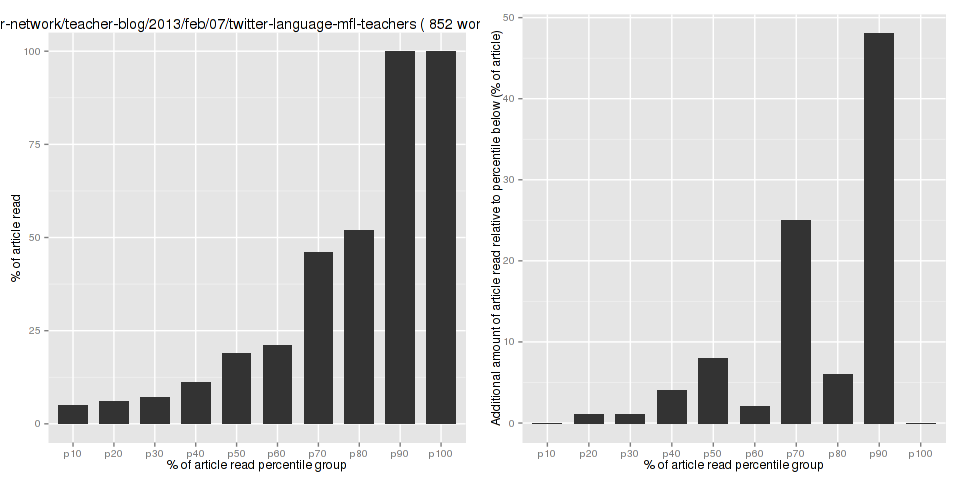 r-network/teacher-blog/2013/feb/07/twitter-language-mfl-teachers ( 852 wor
% of article read
100
75
50
25
0
p10 p20 p30 p40 p50 p60 p70 p80 p90 p100
% of article read percentile group
Additional amount of article read relative to percentile below (% of article)
50
40
30
20
10
0
p10 p20 p30 p40 p50 p60 p70 p80 p90 p100
% of article read percentile group